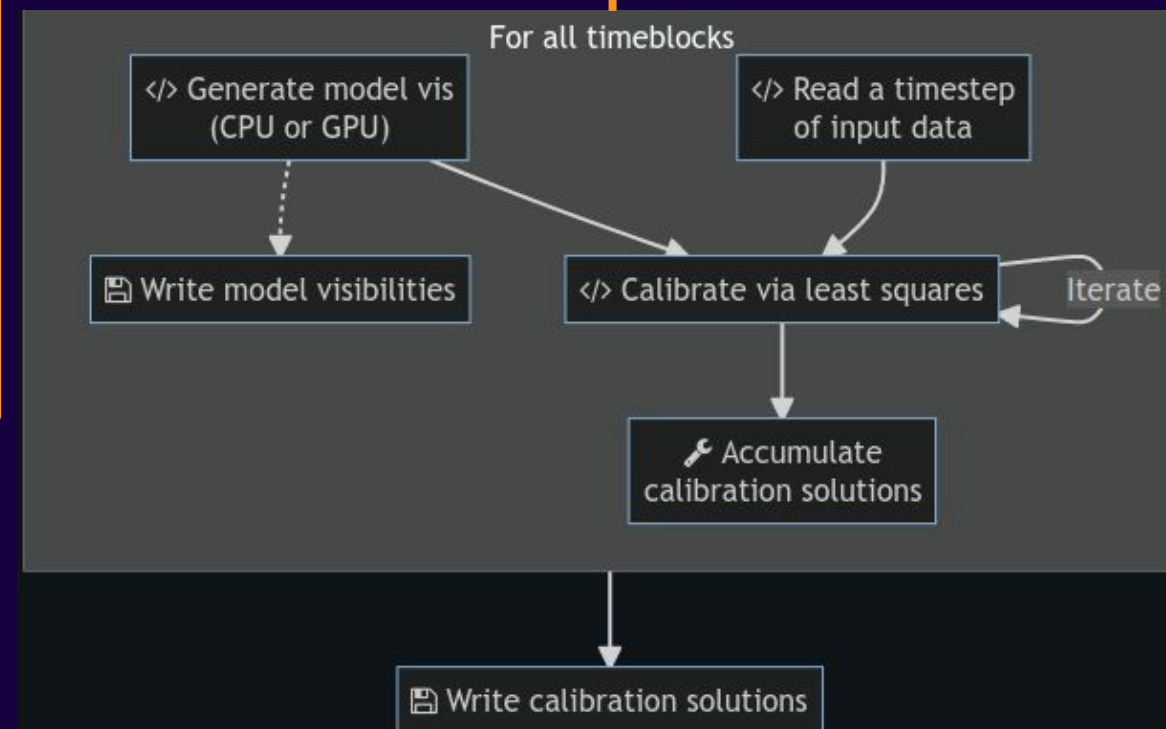 For all timeblocks
</> Generate model vis
(CPU or GPU)
</> Read a timestep
of input data
Write model visibilities
</> Calibrate via least squares
Iterate
Accumulate
calibration solutions
Write calibration solutions